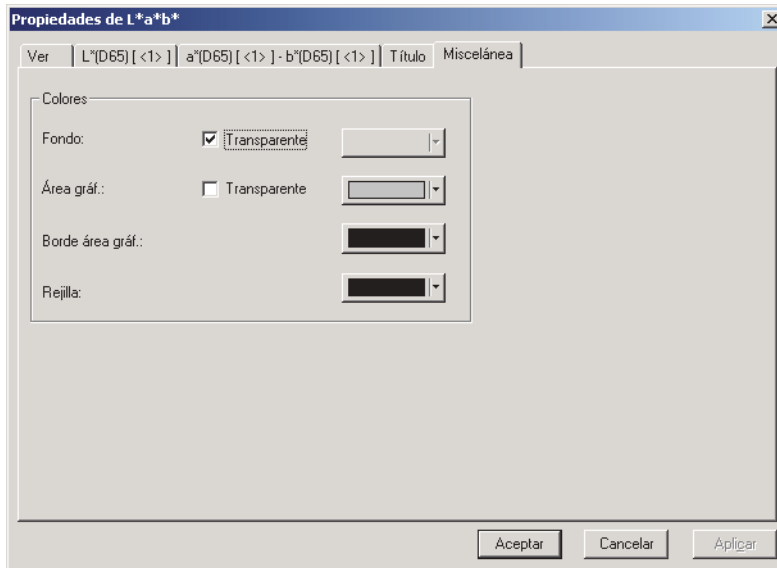 Propiedades de L*a*b*
Ver L*(D65) [ <1> ] a*(D65) [ <1> ] - b*(D65) [ <1> ] Título Miscelánea
Colores
Fondo: Transparente
Área gráf.: Transparente
Borde área gráf.:
Rejilla:
Aceptar Cancelar Aplicar